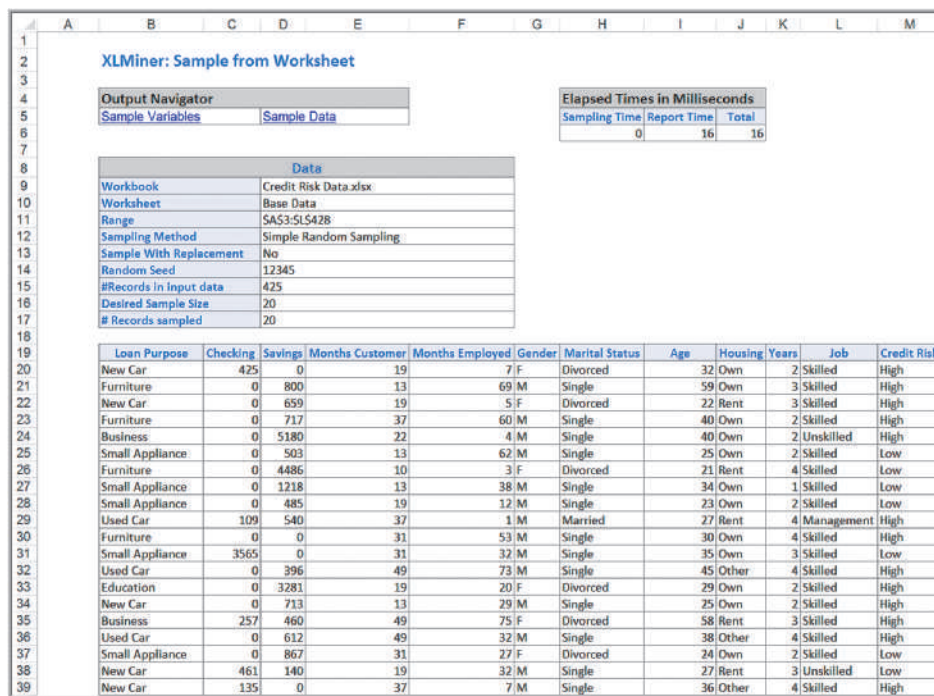 A B C D E F G H I J K L M
1
2 XLMiner: Sample from Worksheet
3
4 Output Navigator Elapsed Times in Milliseconds
5 Sample Variables Sample Data Sampling Time Report Time Total
6 0 16 16
7
8 Data
9 Workbook Credit Risk Data.xlsx
10 Worksheet Base Data
11 Range $A$3:$L$428
12 Sampling Method Simple Random Sampling
13 Sample With Replacement No
14 Random Seed 12345
15 #Records in input data 425
16 Desired Sample Size 20
17 # Records sampled 20
18
19 Loan Purpose Checking Savings Months Customer Months Employed Gender Marital Status Age Housing Years Job Credit Risk
20 New Car 425 0 19 7 F Divorced 32 Own 2 Skilled High
21 Furniture 0 800 13 69 M Single 59 Own 3 Skilled High
22 New Car 0 659 19 5 F Divorced 22 Rent 3 Skilled High
23 Furniture 0 717 37 60 M Single 40 Own 2 Skilled High
24 Business 0 5180 22 4 M Single 40 Own 2 Unskilled High
25 Small Appliance 0 503 13 62 M Single 25 Own 2 Skilled Low
26 Furniture 0 4486 10 3 F Divorced 21 Rent 4 Skilled Low
27 Small Appliance 0 1218 13 38 M Single 34 Own 1 Skilled Low
28 Small Appliance 0 485 19 12 M Single 23 Own 2 Skilled Low
29 Used Car 109 540 37 1 M Married 27 Rent 4 Management High
30 Furniture 0 0 31 53 M Single 30 Own 4 Skilled High
31 Small Appliance 3565 0 31 32 M Single 35 Own 3 Skilled Low
32 Used Car 0 396 49 73 M Single 45 Other 4 Skilled High
33 Education 0 3281 19 20 F Divorced 29 Own 2 Skilled High
34 New Car 0 713 13 29 M Single 25 Own 2 Skilled High
35 Business 257 460 49 75 F Divorced 58 Rent 3 Skilled High
36 Used Car 0 612 49 32 M Single 38 Other 4 Skilled Low
37 Small Appliance 0 867 31 27 F Divorced 24 Own 2 Skilled Low
38 New Car 461 140 19 32 M Single 27 Rent 3 Unskilled Low
39 New Car 135 0 37 7 M Single 36 Other 4 Skilled High